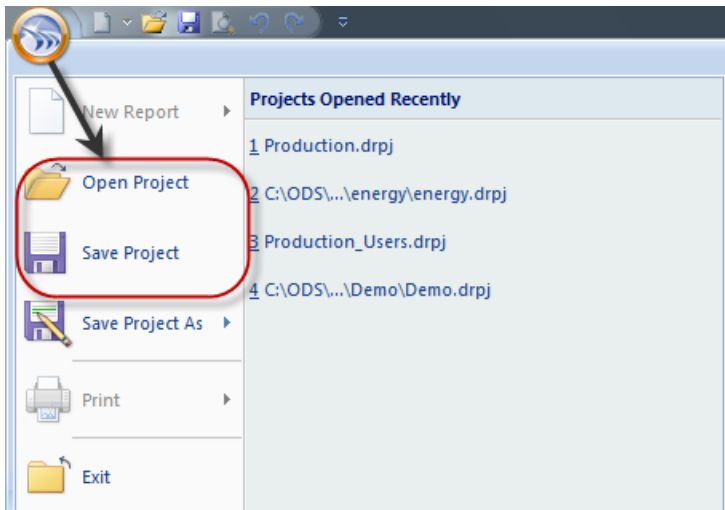 New Report
Open Project
Save Project
Save Project As
Print
Exit
Projects Opened Recently
1 Production.drpj
2 C:\ODS\...\energy\energy.drpj
3 Production_Users.drpj
4 C:\ODS\...\Demo\Demo.drpj